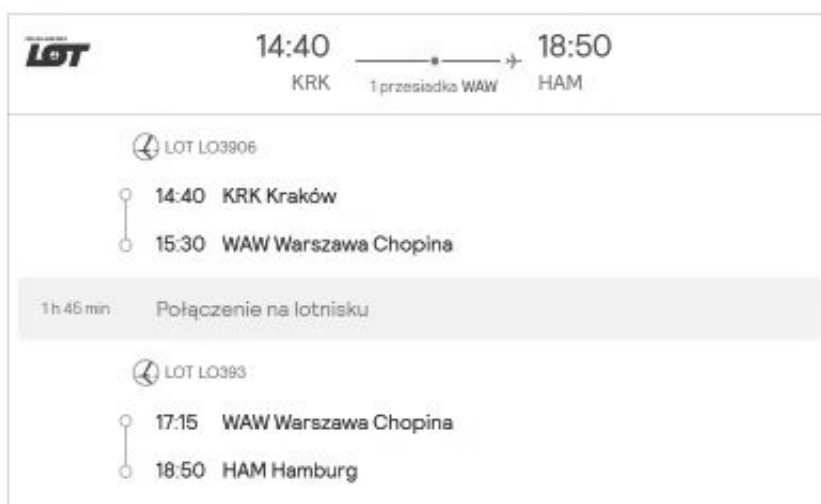 LOT
14:40 18:50
KRK 1 przesiadka WAW HAM
LOT LO3906
14:40 KRK Kraków
15:30 WAW Warszawa Chopina
1 h 45 min Połączenie na lotnisku
LOT LO393
17:15 WAW Warszawa Chopina
18:50 HAM Hamburg